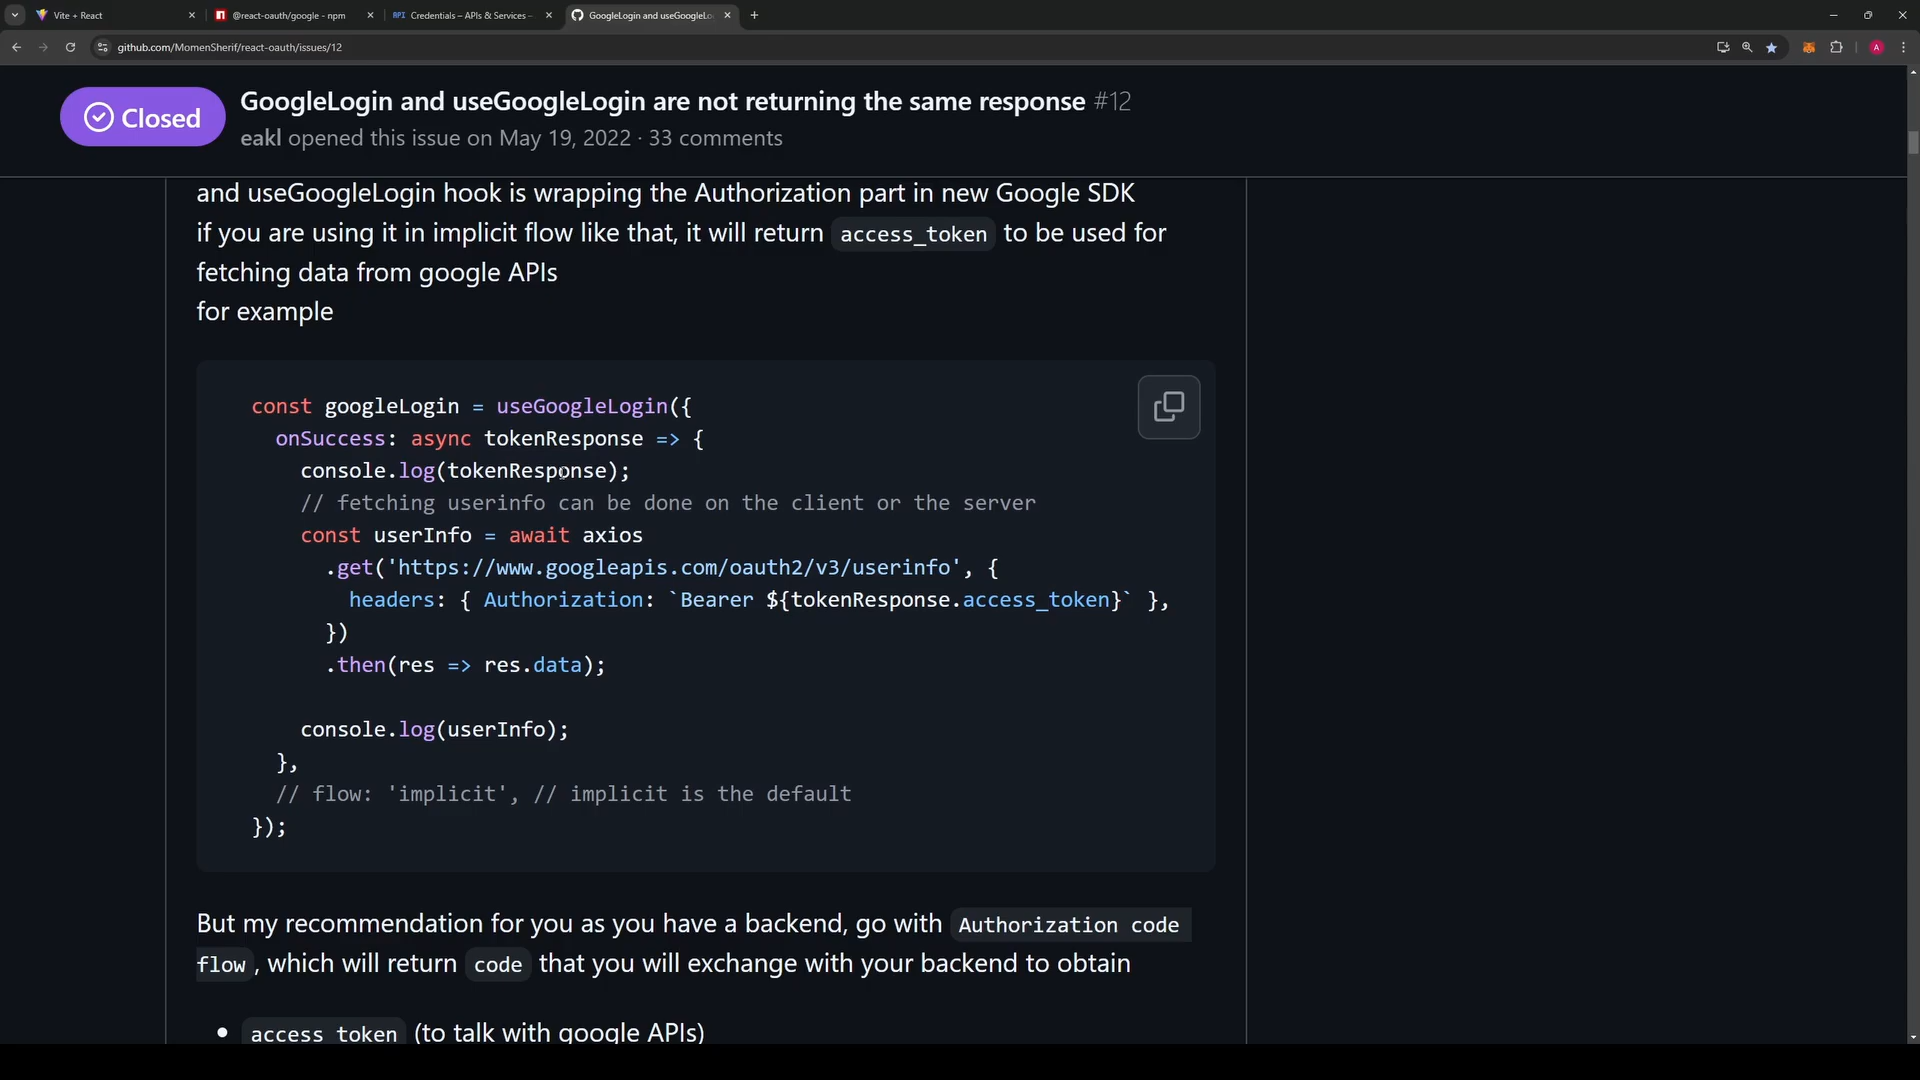 Vite + React
@react-oauth/google - npm
API
Credentials – APIs & Services –
GoogleLogin and useGoogleLo
github.com/MomenSherif/react-oauth/issues/12
A
Closed
GoogleLogin and useGoogleLogin are not returning the same response #12
eakl opened this issue on May 19, 2022 · 33 comments
and useGoogleLogin hook is wrapping the Authorization part in new Google SDK
if you are using it in implicit flow like that, it will return access_token to be used for
fetching data from google APIs
for example
const googleLogin = useGoogleLogin({
  onSuccess: async tokenResponse => {
    console.log(tokenResponse);
    // fetching userinfo can be done on the client or the server
    const userInfo = await axios
      .get('https://www.googleapis.com/oauth2/v3/userinfo', {
        headers: { Authorization: `Bearer ${tokenResponse.access_token}` },
      })
      .then(res => res.data);
    console.log(userInfo);
  },
  // flow: 'implicit', // implicit is the default
});
But my recommendation for you as you have a backend, go with Authorization code
flow, which will return code that you will exchange with your backend to obtain
• access token (to talk with google APIs)